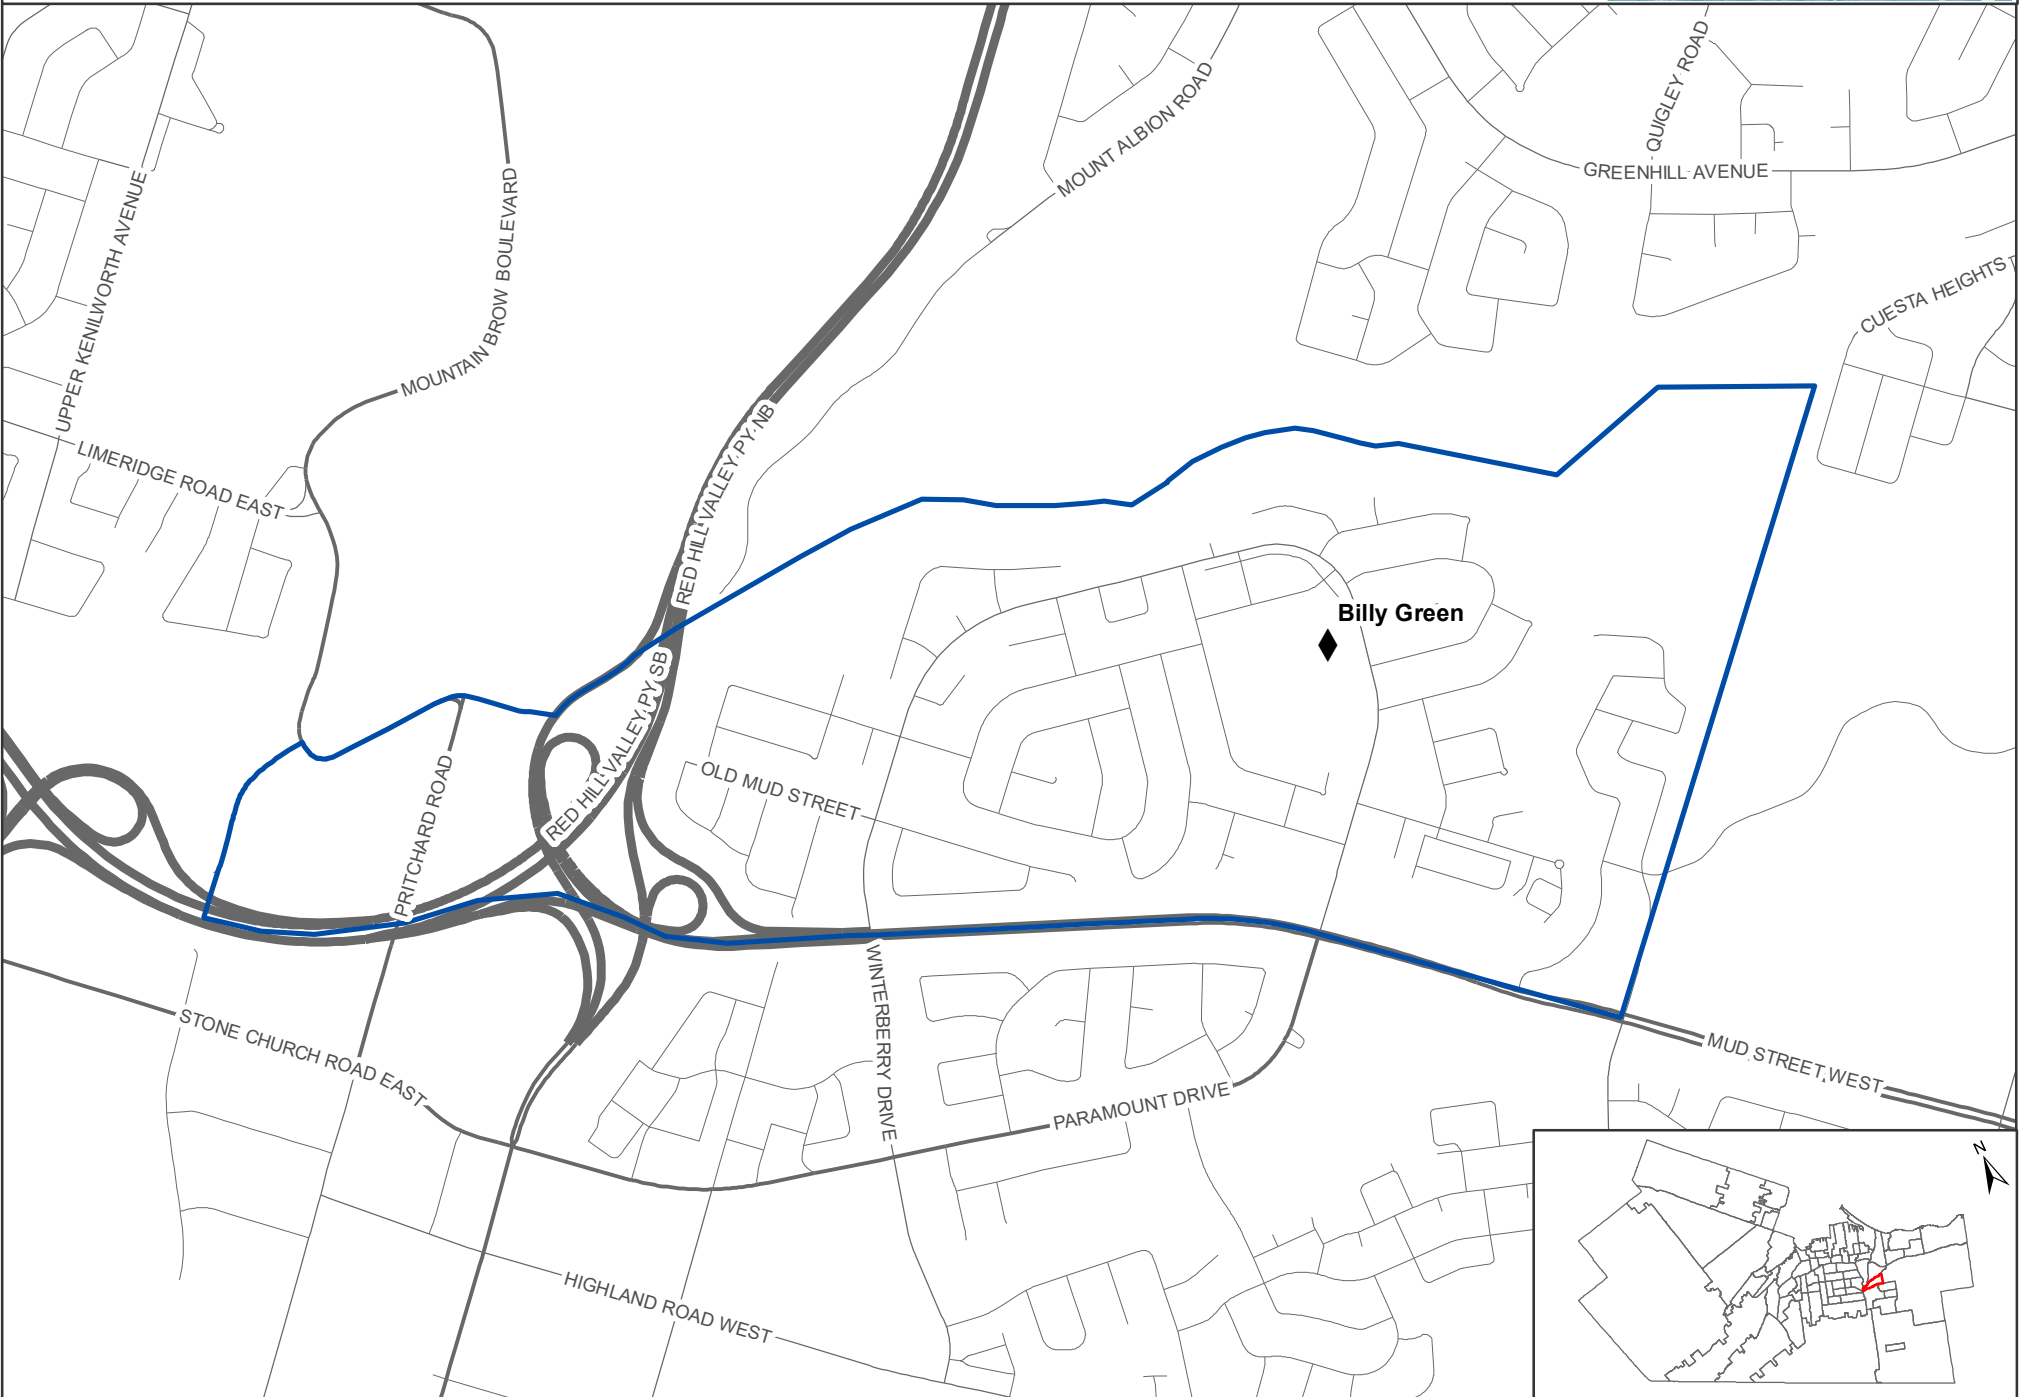 QUIGLEY ROAD
MOUNT ALBION ROAD
GREENHILL AVENUE
UPPER KENILWORTH AVENUE
MOUNTAIN BROW BOULEVARD
CUESTA HEIGHTS
LIMERIDGE ROAD EAST
RED HILL VALLEY PY NB
Billy Green
RED HILL VALLEY PY SB
OLD MUD STREET
PRITCHARD ROAD
WINTERBERRY DRIVE
STONE CHURCH ROAD EAST
MUD STREET WEST
PARAMOUNT DRIVE
N
HIGHLAND ROAD WEST